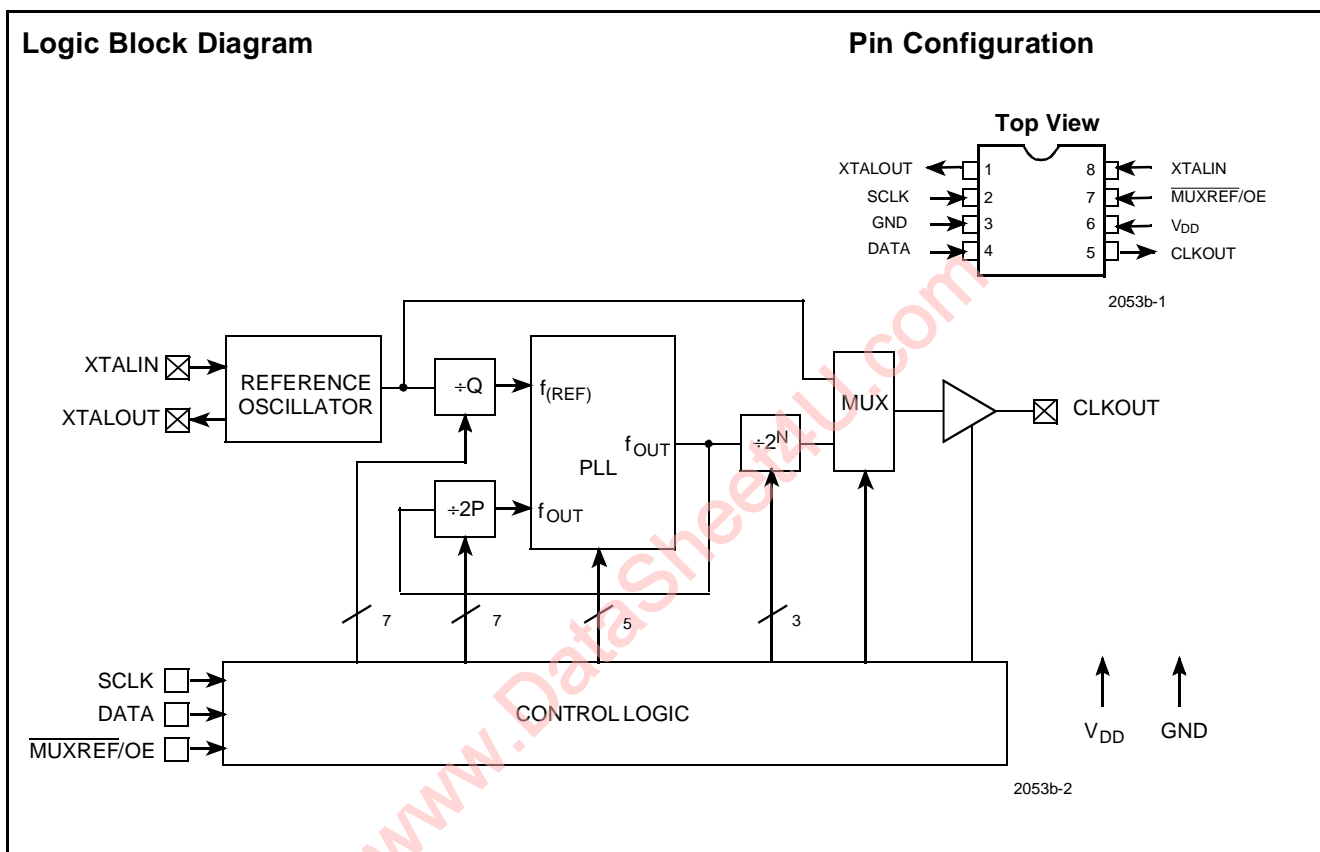 Logic Block Diagram
Pin Configuration
Top View
XTALOUT 1 8 XTALIN
SCLK 2 7 MUXREF/OE
GND 3 6 VDD
DATA 4 5 CLKOUT
2053b-1
XTALIN
XTALOUT
REFERENCE
OSCILLATOR
÷Q
f(REF)
PLL
fOUT
÷2P
fOUT
÷2N
MUX
CLKOUT
7
7
5
3
SCLK
DATA
MUXREF/OE
CONTROL LOGIC
VDD
GND
2053b-2
www.DataSheet4U.com